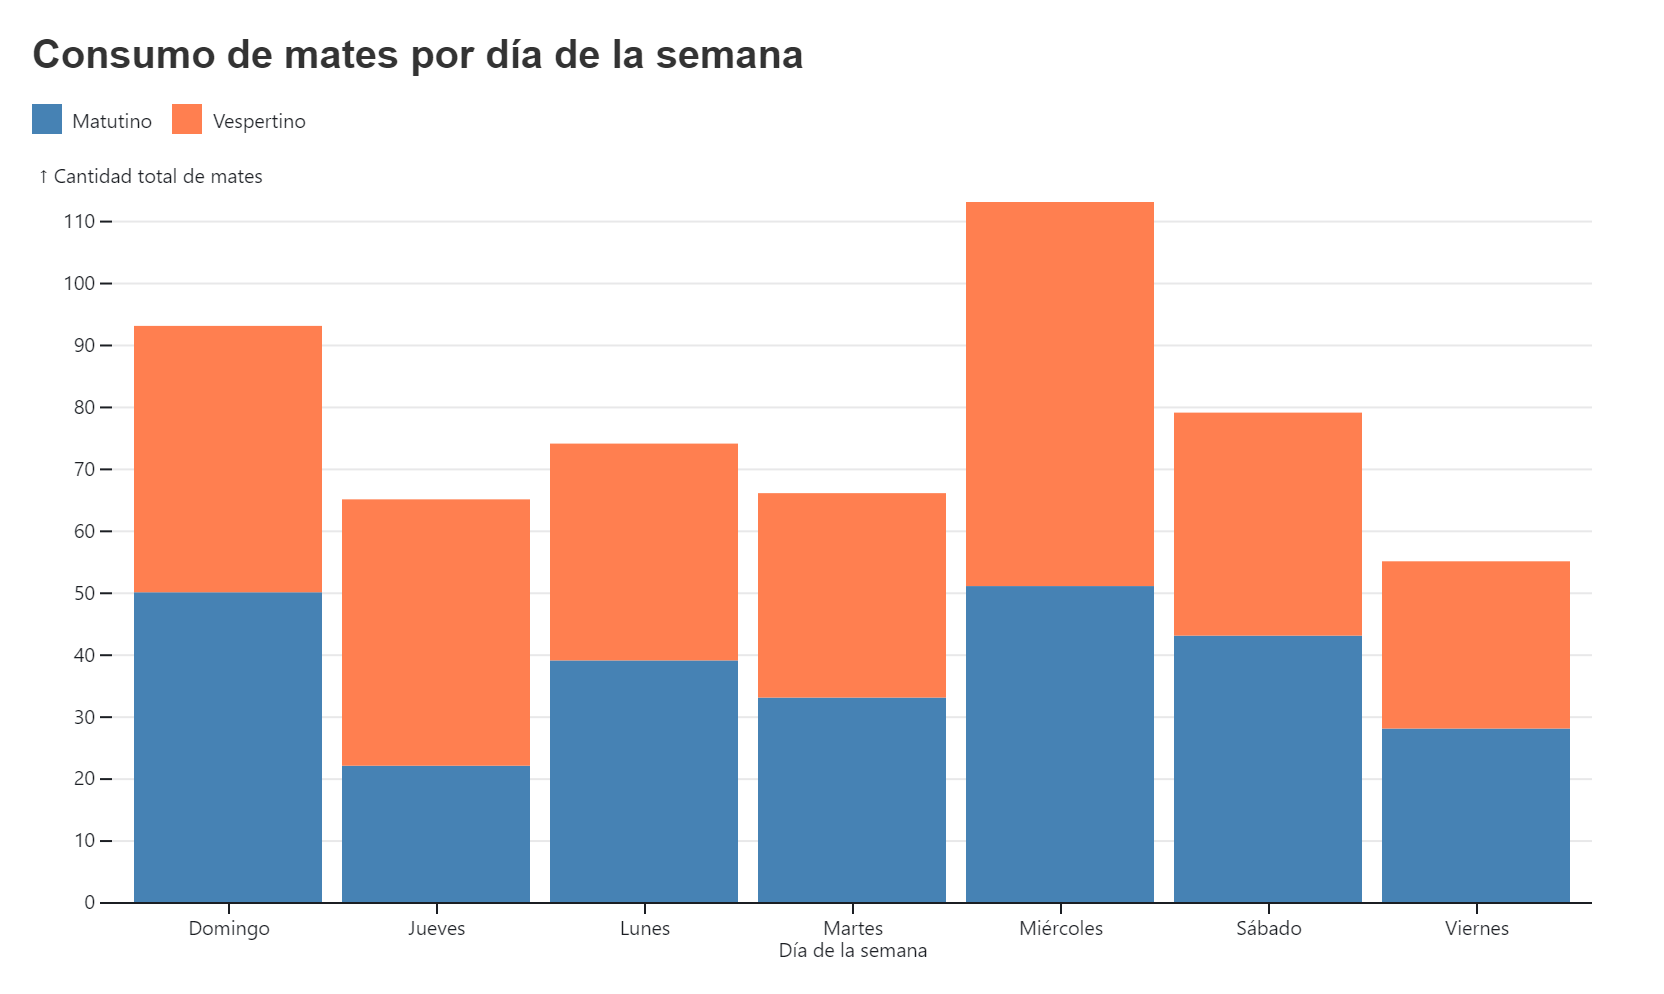 Consumo de mates por día de la semana
Matutino Vespertino
↑ Cantidad total de mates
110
100
90
80
70
60
50
40
30
20
10
0
Domingo Jueves Lunes Martes Miércoles Sábado Viernes
Día de la semana